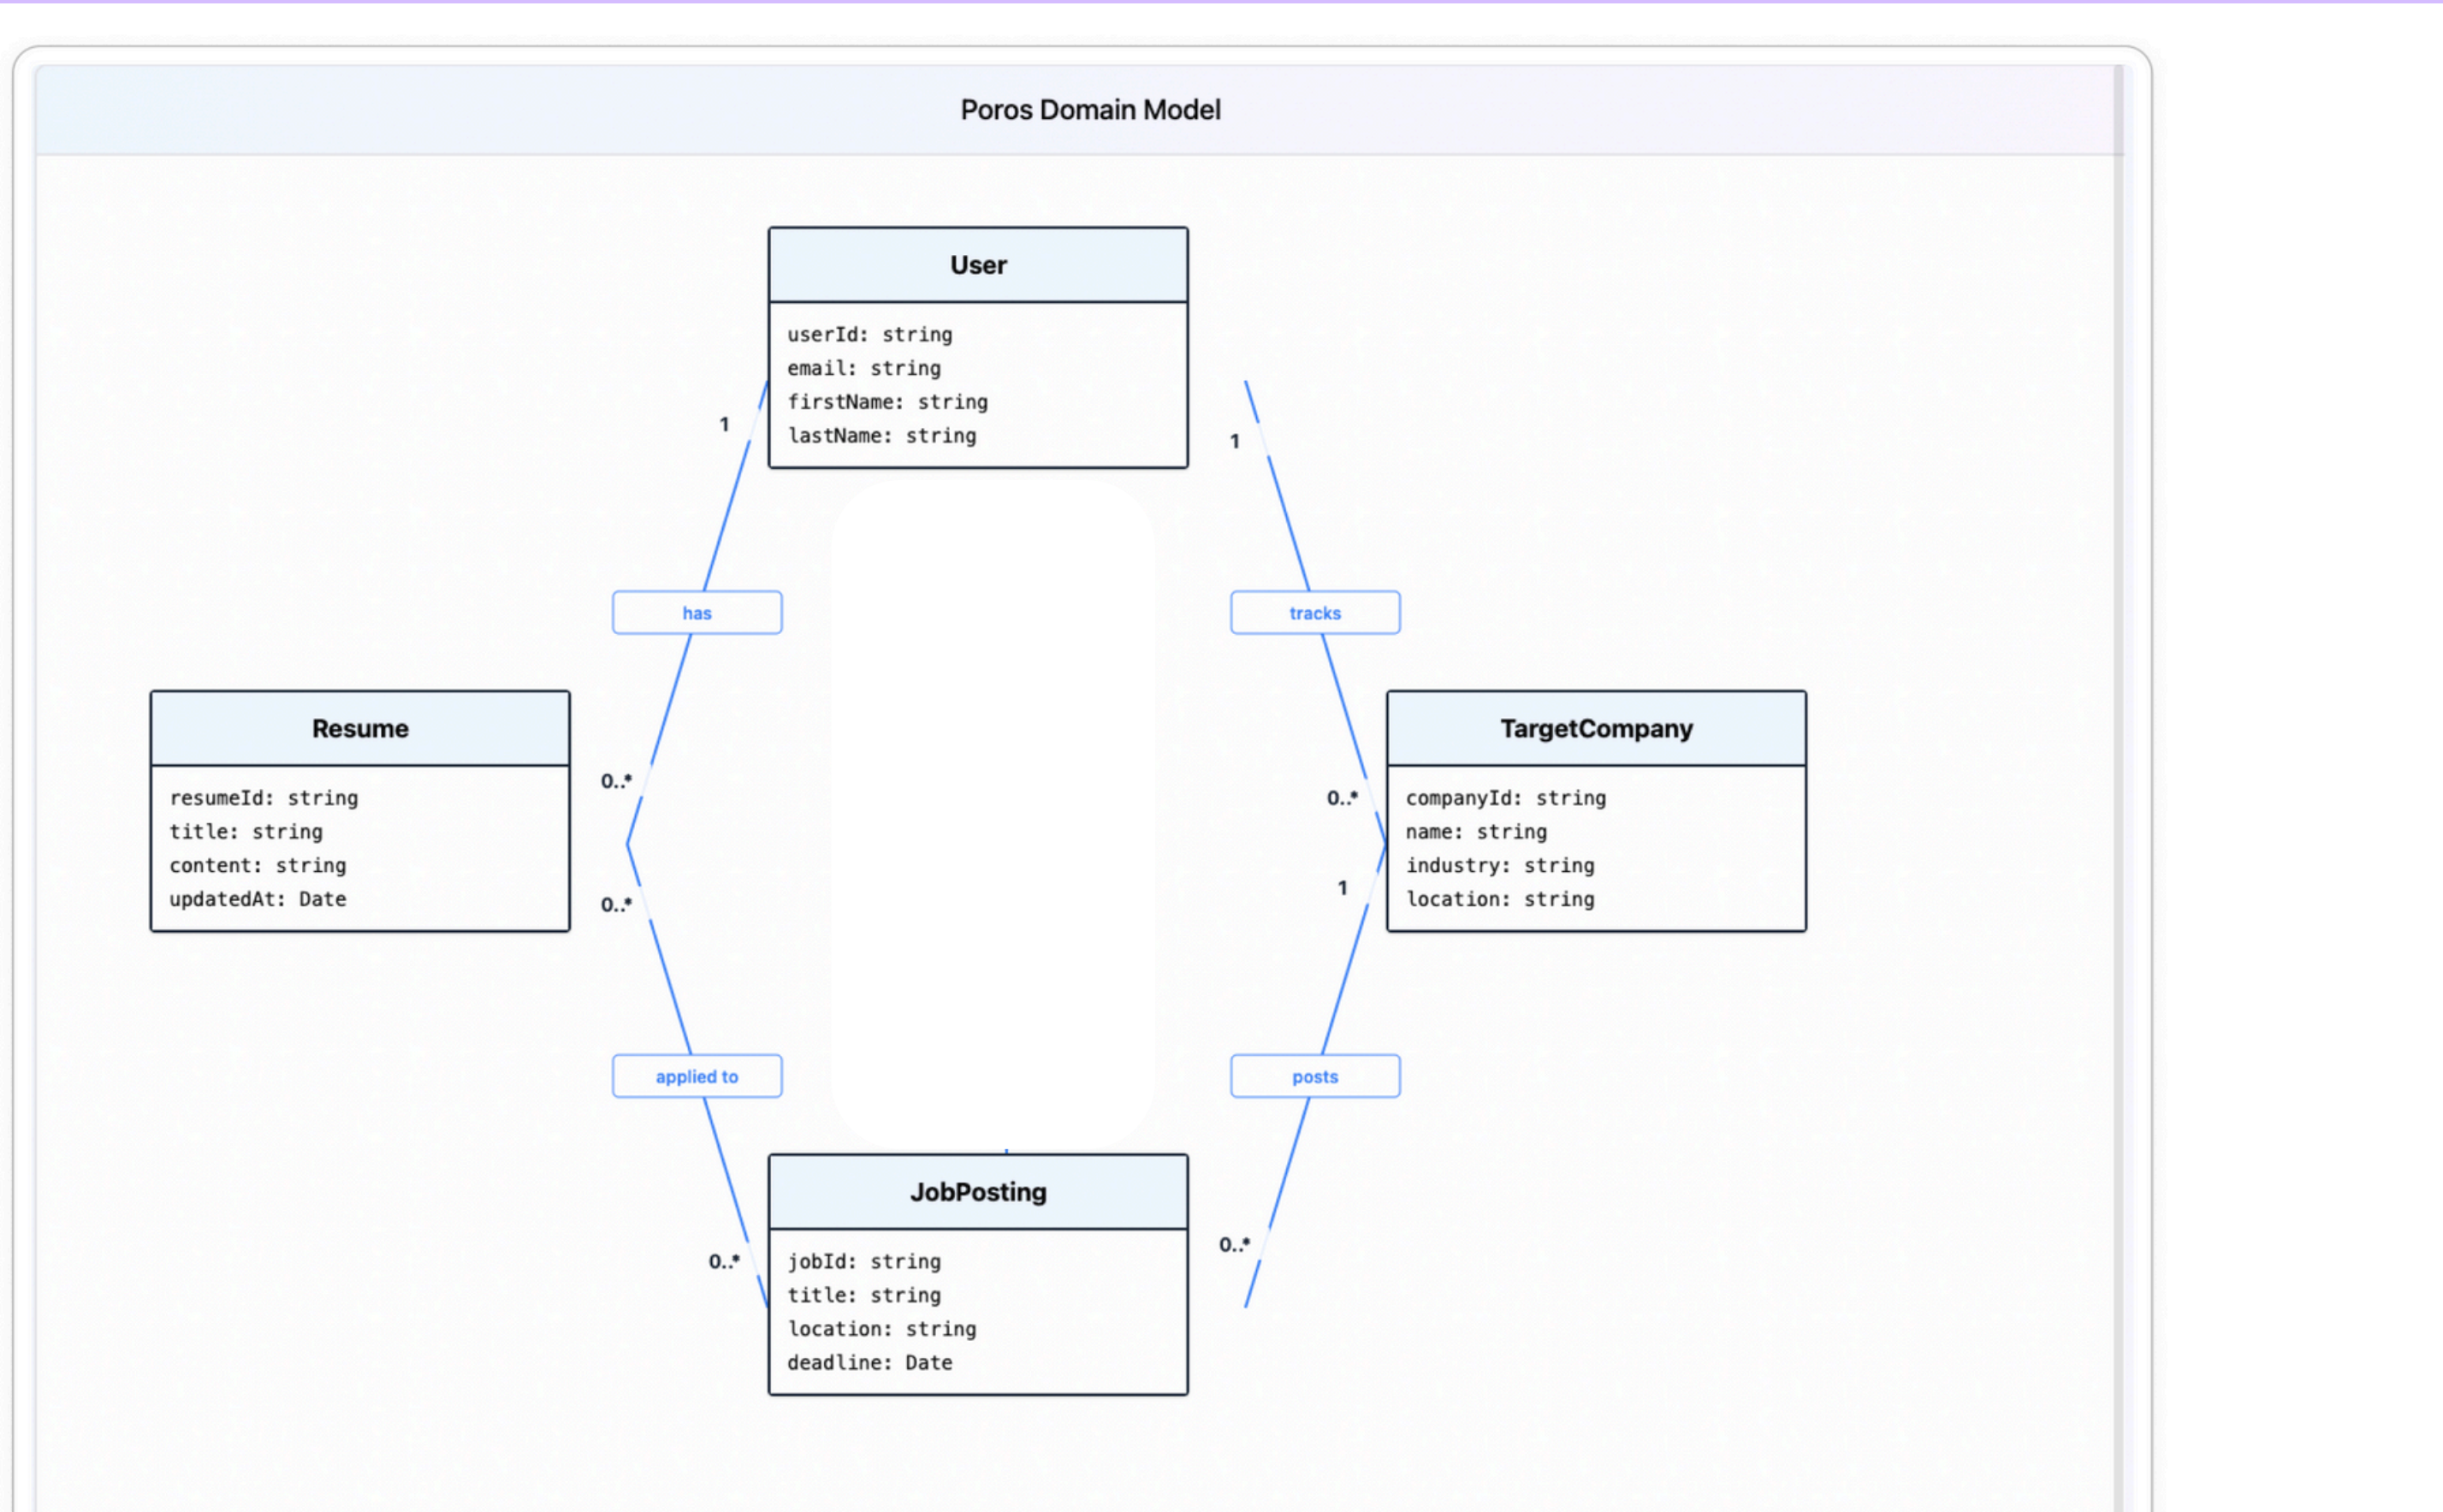 Poros Domain Model
User
userId: string
email: string
firstName: string
lastName: string
1
1
has
tracks
Resume
resumeId: string
title: string
content: string
updatedAt: Date
0..*
0..*
0..*
1
TargetCompany
companyId: string
name: string
industry: string
location: string
applied to
posts
JobPosting
jobId: string
title: string
location: string
deadline: Date
0..*
0..*